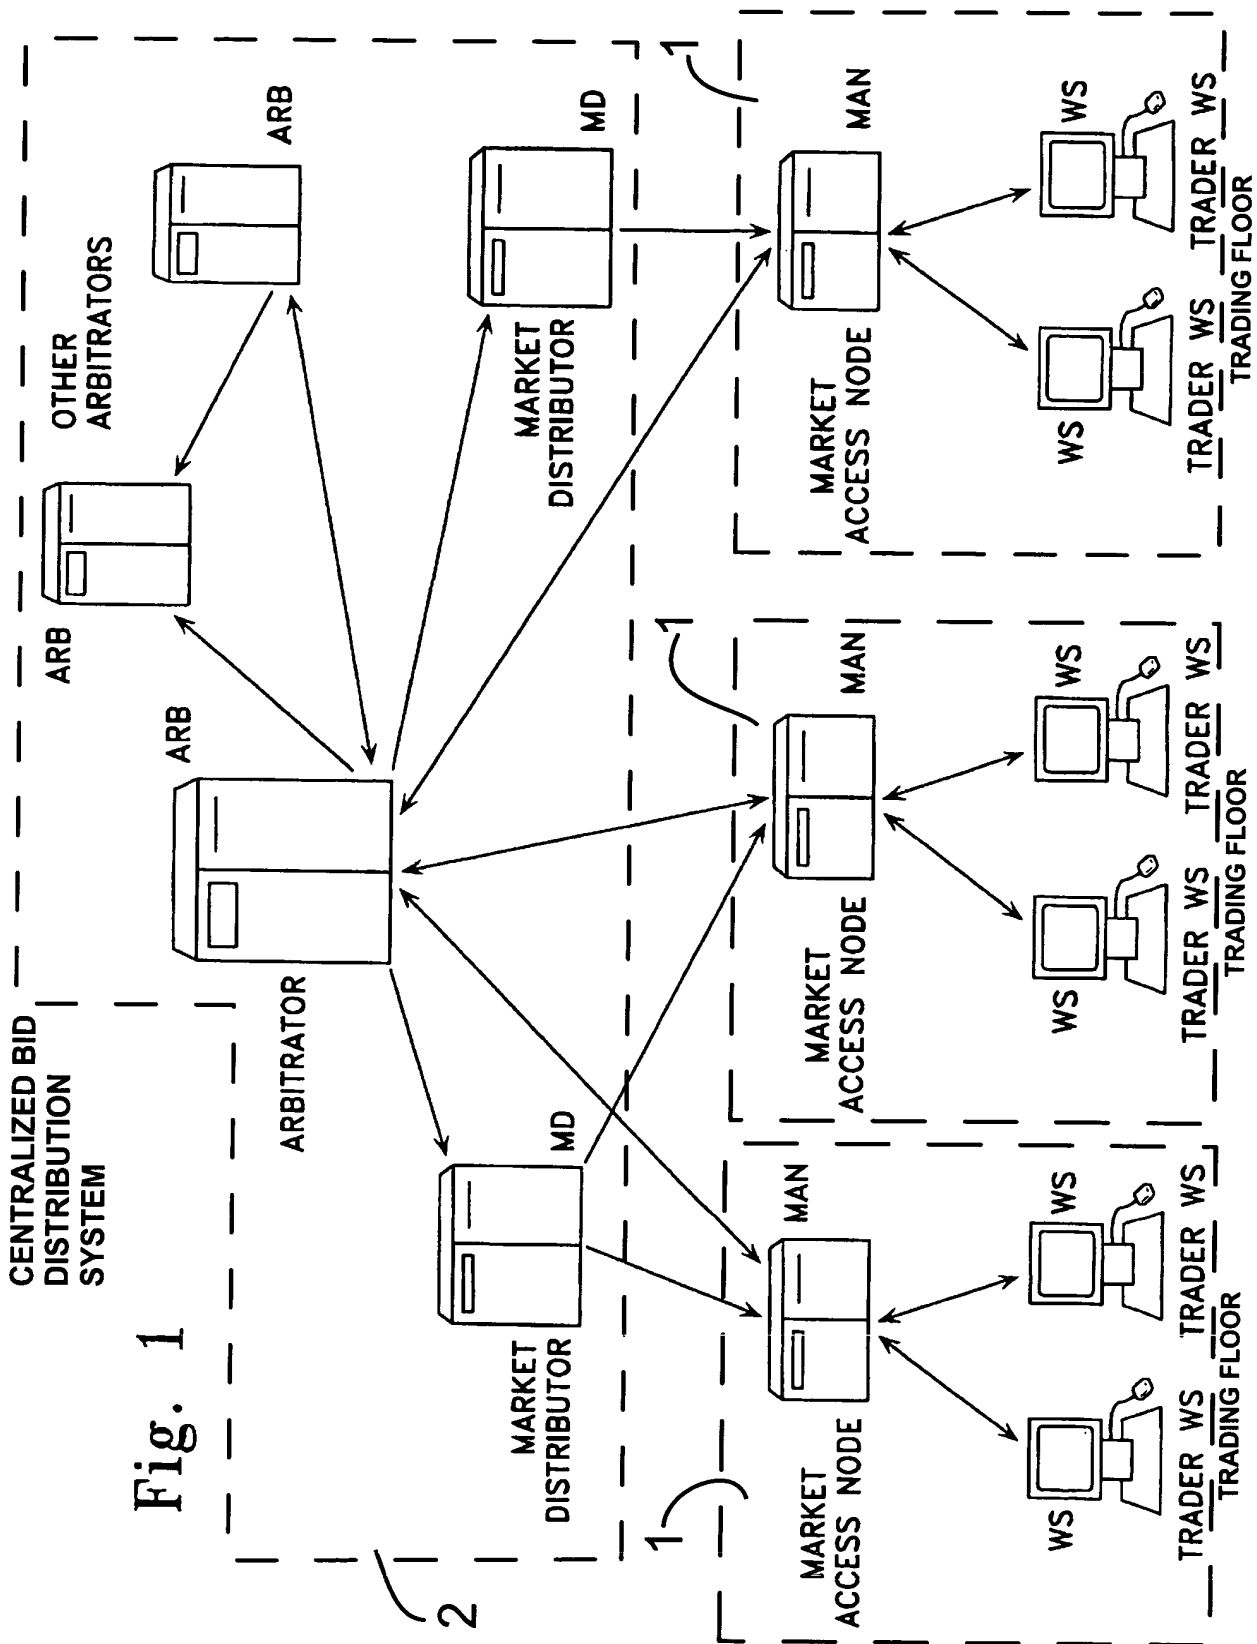 Fig. 1
CENTRALIZED BID
DISTRIBUTION
SYSTEM
2
ARBITRATOR
ARB
ARB
OTHER
ARBITRATORS
ARB
MARKET
DISTRIBUTOR
MD
MARKET
DISTRIBUTOR
MD
1
MARKET
ACCESS NODE
MAN
WS
WS
TRADER WS TRADER WS
TRADING FLOOR
1
MARKET
ACCESS NODE
MAN
WS
WS
TRADER WS TRADER WS
TRADING FLOOR
1
MARKET
ACCESS NODE
MAN
WS
WS
TRADER WS TRADER WS
TRADING FLOOR